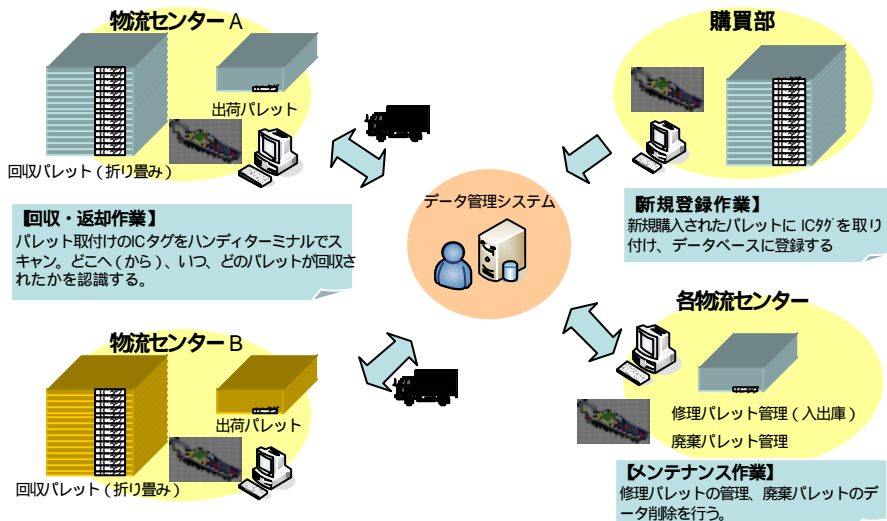 物流センター A
出荷パレット
回収パレット（折り畳み）
【回収・返却作業】
パレット取付けのICタグをハンディターミナルでス
キャン。どこへ（から）、いつ、どのパレットが回収さ
れたかを認識する。
購買部
【新規登録作業】
新規購入されたパレットに ICﾀｸﾞを取り
付け、データベースに登録する
データ管理システム
物流センター B
出荷パレット
回収パレット（折り畳み）
各物流センター
修理パレット管理（入出庫）
廃棄パレット管理
【メンテナンス作業】
修理パレットの管理、廃棄パレットのデ
ータ削除を行う。